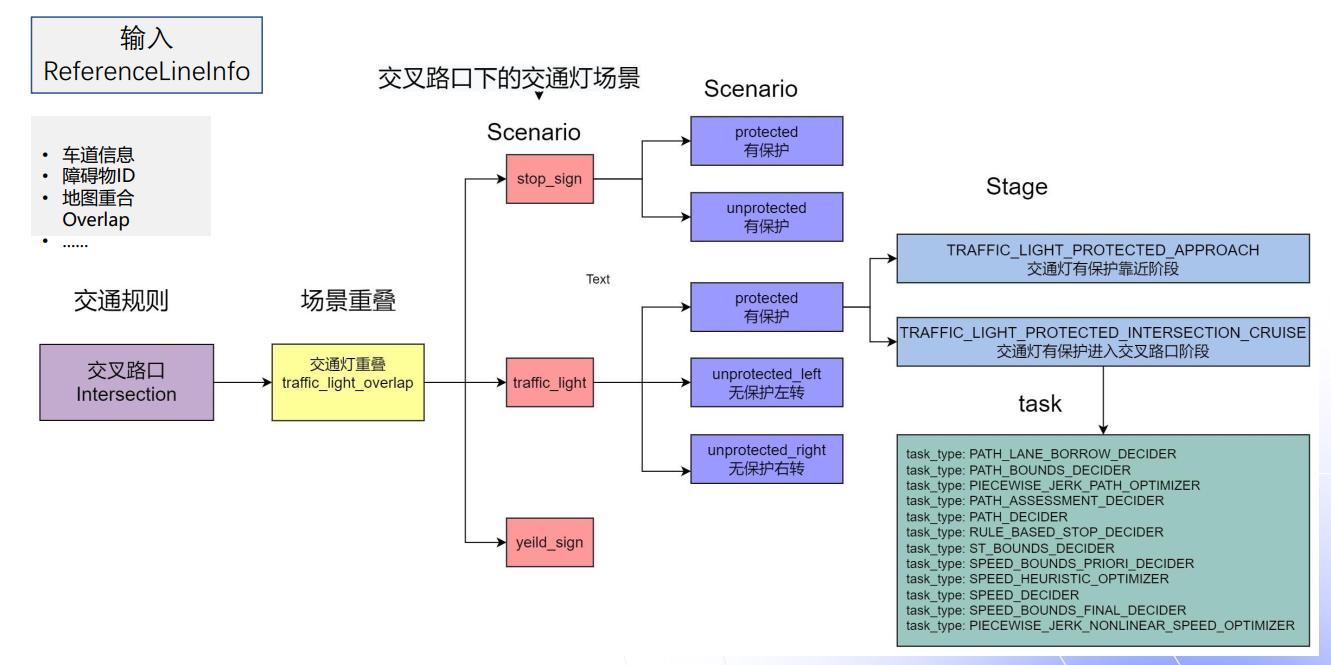 输入
ReferenceLineInfo
• 车道信息
• 障碍物ID
• 地图重合
Overlap
• ......
交通规则
交叉路口
Intersection
场景重叠
交通灯重叠
traffic_light_overlap
交叉路口下的交通灯场景
Scenario
stop_sign
traffic_light
yeild_sign
Scenario
protected
有保护
unprotected
有保护
Text
protected
有保护
unprotected_left
无保护左转
unprotected_right
无保护右转
Stage
TRAFFIC_LIGHT_PROTECTED_APPROACH
交通灯有保护靠近阶段
TRAFFIC_LIGHT_PROTECTED_INTERSECTION_CRUISE
交通灯有保护进入交叉路口阶段
task
task_type: PATH_LANE_BORROW_DECIDER
task_type: PATH_BOUNDS_DECIDER
task_type: PIECEWISE_JERK_PATH_OPTIMIZER
task_type: PATH_ASSESSMENT_DECIDER
task_type: PATH_DECIDER
task_type: RULE_BASED_STOP_DECIDER
task_type: ST_BOUNDS_DECIDER
task_type: SPEED_BOUNDS_PRIORI_DECIDER
task_type: SPEED_HEURISTIC_OPTIMIZER
task_type: SPEED_DECIDER
task_type: SPEED_BOUNDS_FINAL_DECIDER
task_type: PIECEWISE_JERK_NONLINEAR_SPEED_OPTIMIZER